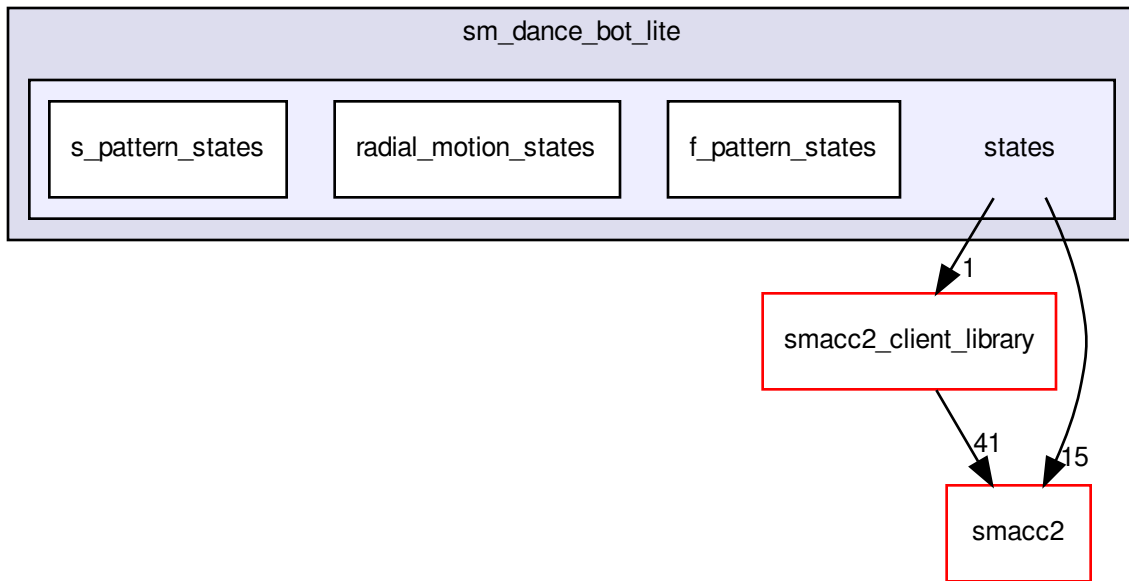 sm_dance_bot_lite
s_pattern_states
radial_motion_states
f_pattern_states
states
1
smacc2_client_library
41
15
smacc2